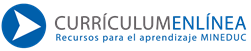 CURRÍCULUMENLÍNEA
Recursos para el aprendizaje MINEDUC